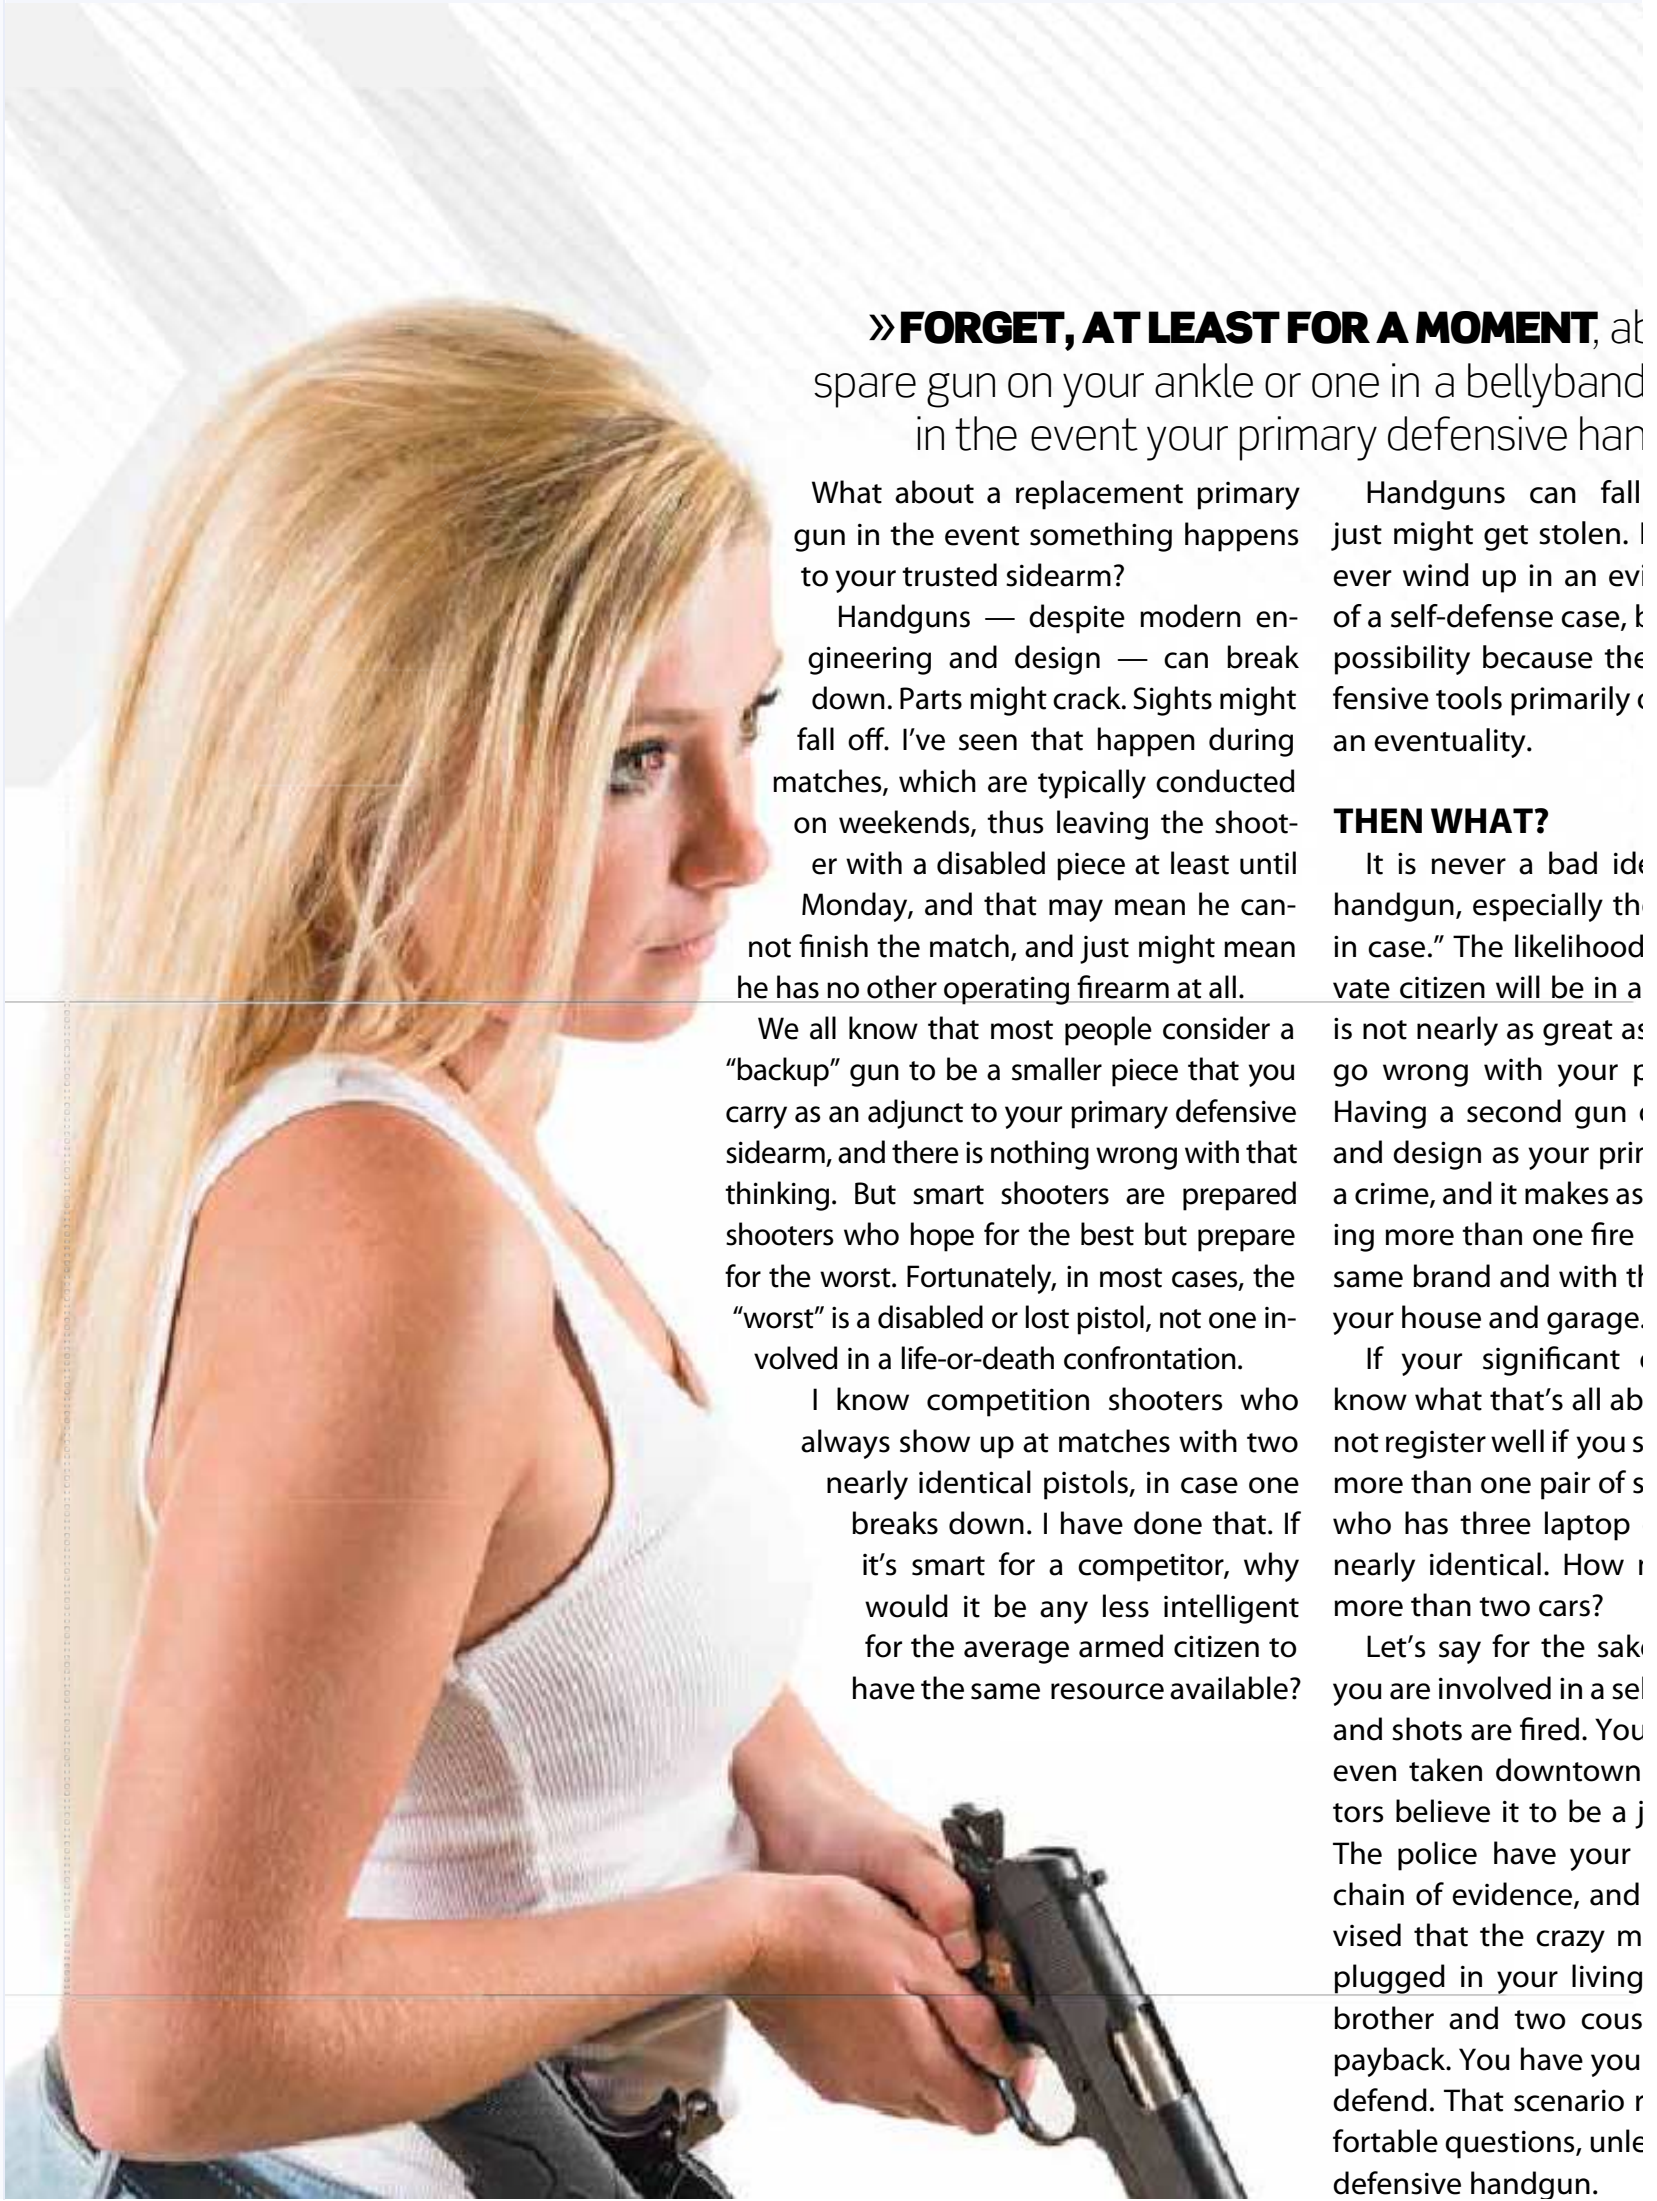 »FORGET, AT LEAST FOR A MOMENT,
spare gun on your ankle or one in a bellyband
in the event your primary defensive
What about a replacement primary
gun in the event something happens
to your trusted sidearm?
Handguns — despite modern en-
gineering and design — can break
down. Parts might crack. Sights might
fall off. I've seen that happen during
matches, which are typically conducted
on weekends, thus leaving the shoot-
er with a disabled piece at least until
Monday, and that may mean he can-
not finish the match, and just might mean
he has no other operating firearm at all.
We all know that most people consider a
“backup” gun to be a smaller piece that you
carry as an adjunct to your primary defensive
sidearm, and there is nothing wrong with that
thinking. But smart shooters are prepared
shooters who hope for the best but prepare
for the worst. Fortunately, in most cases, the
“worst” is a disabled or lost pistol, not one in-
volved in a life-or-death confrontation.
I know competition shooters who
always show up at matches with two
nearly identical pistols, in case one
breaks down. I have done that. If
it's smart for a competitor, why
would it be any less intelligent
for the average armed citizen to
have the same resource available?
Handguns can fall
just might get stolen.
ever wind up in an
of a self-defense case,
possibility because
fensive tools primarily
an eventuality.
THEN WHAT?
It is never a bad
handgun, especially
in case.” The likelihood
vate citizen will be in a
is not nearly as great as
go wrong with your
Having a second gun
and design as your
a crime, and it makes as
ing more than one fire
same brand and with
your house and garage.
If your significant
know what that's all
not register well if you
more than one pair of
who has three laptop
nearly identical. How
more than two cars?
Let's say for the
you are involved in a
and shots are fired. You
even taken downtown
tors believe it to be a
The police have your
chain of evidence, and
vised that the crazy
plugged in your living
brother and two
payback. You have
defend. That scenario
fortable questions,
defensive handgun.